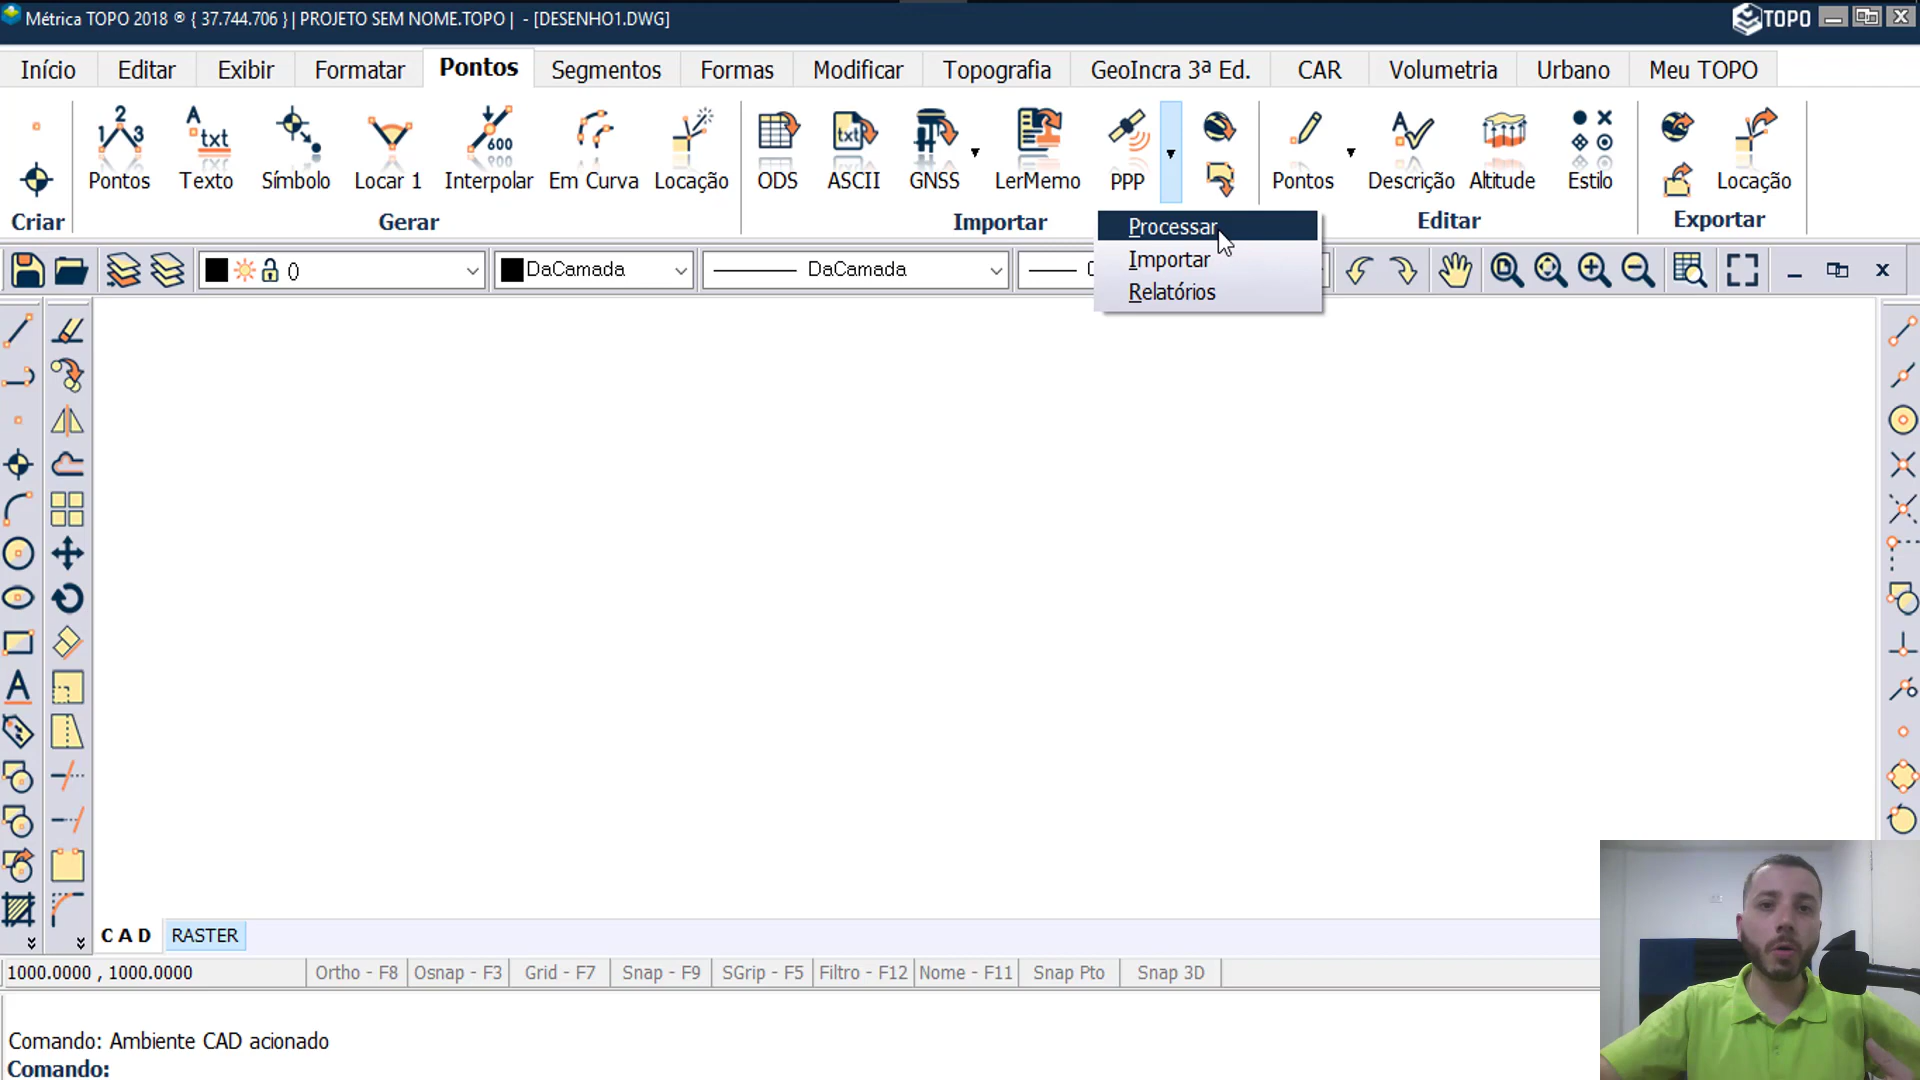 Métrica TOPO 2018 ® { 37.744.706 } | PROJETO SEM NOME.TOPO | - [DESENHO1.DWG]
TOPO
Início Editar Exibir Formatar Pontos Segmentos Formas Modificar Topografia GeoIncra 3ª Ed. CAR Volumetria Urbano Meu TOPO
Pontos Texto Símbolo Locar 1 Interpolar Em Curva Locação ODS ASCII GNSS LerMemo PPP Pontos Descrição Altitude Estilo Locação
Criar Gerar Importar Editar Exportar
Processar
Importar
Relatórios
0 DaCamada DaCamada
CAD RASTER
1000.0000 , 1000.0000 Ortho - F8 Osnap - F3 Grid - F7 Snap - F9 SGrip - F5 Filtro - F12 Nome - F11 Snap Pto Snap 3D
Comando: Ambiente CAD acionado
Comando: